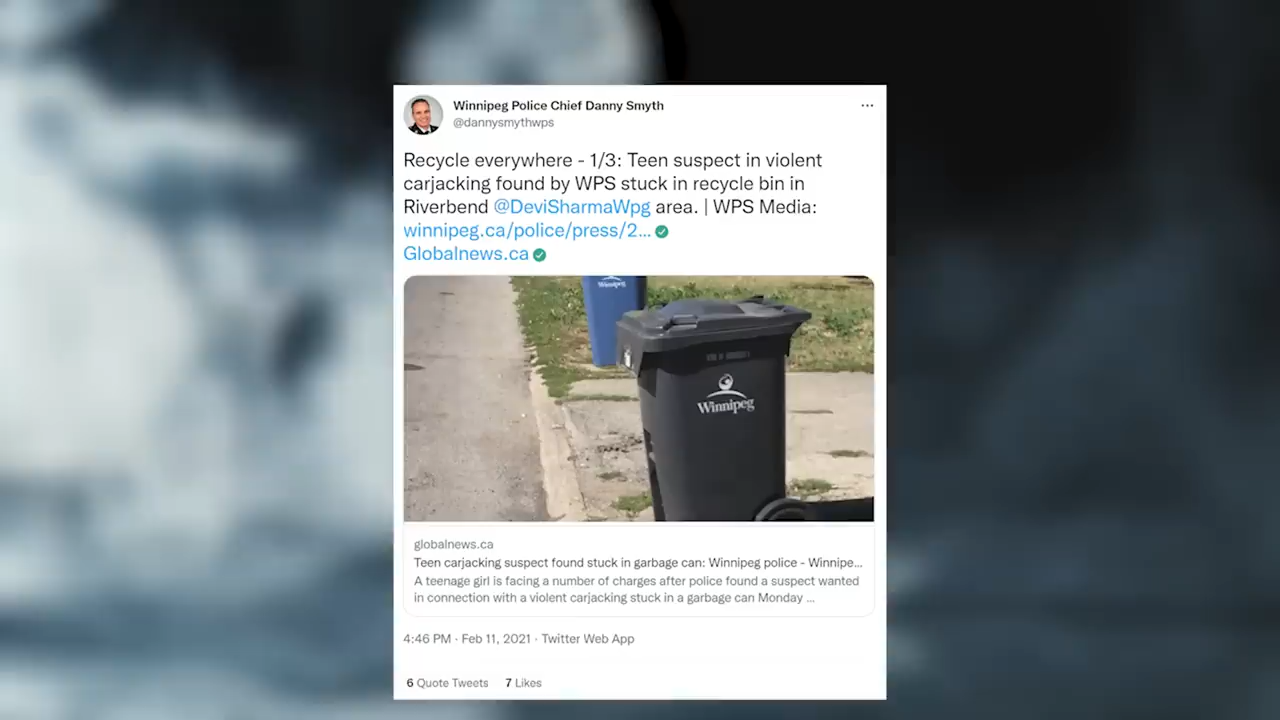 Winnipeg Police Chief Danny Smyth
@dannysmythwps
Recycle everywhere - 1/3: Teen suspect in violent
carjacking found by WPS stuck in recycle bin in
Riverbend @DeviSharmaWpg area. | WPS Media:
winnipeg.ca/police/press/2...
Globalnews.ca
Winnipeg
Winnipeg
globalnews.ca
Teen carjacking suspect found stuck in garbage can: Winnipeg police - Winnipe...
A teenage girl is facing a number of charges after police found a suspect wanted
in connection with a violent carjacking stuck in a garbage can Monday ...
4:46 PM · Feb 11, 2021 · Twitter Web App
6 Quote Tweets 7 Likes